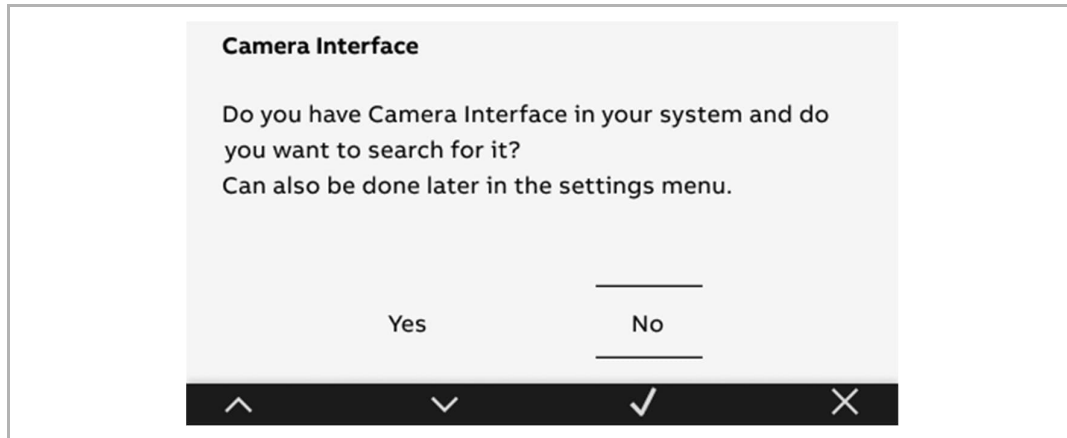 Camera Interface
Do you have Camera Interface in your system and do
you want to search for it?
Can also be done later in the settings menu.
Yes No